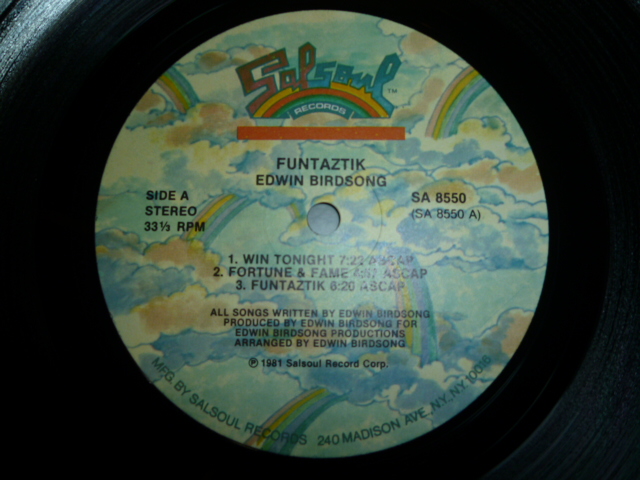 Salsoul ™
RECORDS
FUNTAZTIK
EDWIN BIRDSONG
SIDE A
STEREO
33⅓ RPM
SA 8550
(SA 8550 A)
1. WIN TONIGHT 7:22 ASCAP
2. FORTUNE & FAME 4:57 ASCAP
3. FUNTAZTIK 6:20 ASCAP
ALL SONGS WRITTEN BY EDWIN BIRDSONG
PRODUCED BY EDWIN BIRDSONG FOR
EDWIN BIRDSONG PRODUCTIONS
ARRANGED BY EDWIN BIRDSONG
℗ 1981 Salsoul Record Corp.
MFG. BY SALSOUL RECORDS 240 MADISON AVE., N.Y., N.Y. 10016